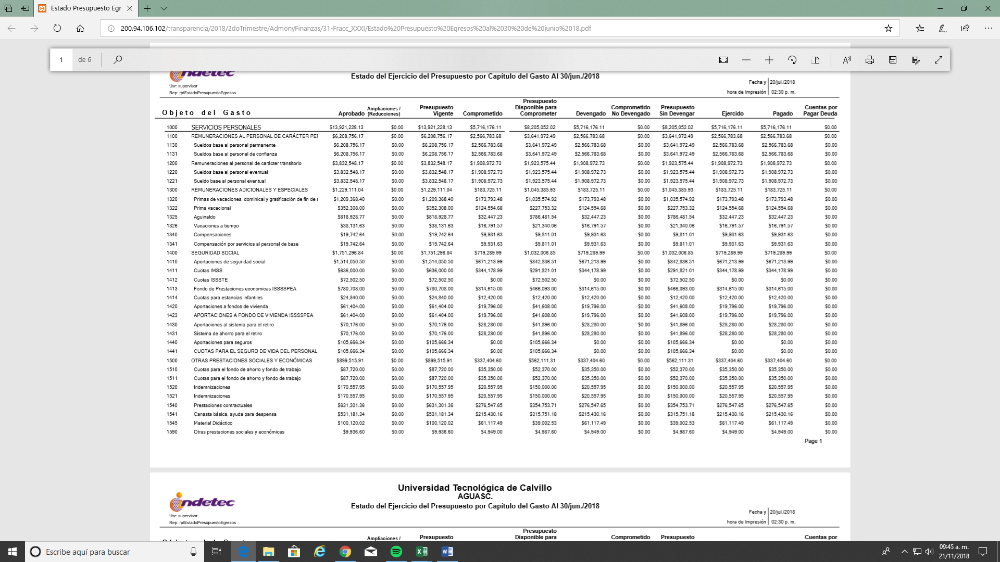 Estado Presupuesto Egr
200.94.106.102/transparencia/2018/2doTrimestre/AdmonyFinanzas/31-Fracc_XXXI/Estado%20Presupuesto%20Egresos%20al%2030%20de%20junio%202018.pdf
1 de 6
indetec
Estado del Ejercicio del Presupuesto por Capítulo del Gasto Al 30/jun./2018
Usr: supervisor
Rep: rptEstadoPresupuestoEgresos
Fecha y 20/jul./2018
hora de Impresión 02:30 p. m.
Objeto del Gasto Aprobado Ampliaciones / (Reducciones) Presupuesto Vigente Comprometido Presupuesto Disponible para Comprometer Devengado Comprometido No Devengado Presupuesto Sin Devengar Ejercido Pagado Cuentas por Pagar Deuda
1000 SERVICIOS PERSONALES $13,921,228.13 $0.00 $13,921,228.13 $5,716,176.11 $8,205,052.02 $5,716,176.11 $0.00 $8,205,052.02 $5,716,176.11 $5,716,176.11 $0.00
1100 REMUNERACIONES AL PERSONAL DE CARÁCTER PEI $6,208,756.17 $0.00 $6,208,756.17 $2,566,783.68 $3,641,972.49 $2,566,783.68 $0.00 $3,641,972.49 $2,566,783.68 $2,566,783.68 $0.00
1130 Sueldos base al personal permanente $6,208,756.17 $0.00 $6,208,756.17 $2,566,783.68 $3,641,972.49 $2,566,783.68 $0.00 $3,641,972.49 $2,566,783.68 $2,566,783.68 $0.00
1131 Sueldos base al personal de confianza $6,208,756.17 $0.00 $6,208,756.17 $2,566,783.68 $3,641,972.49 $2,566,783.68 $0.00 $3,641,972.49 $2,566,783.68 $2,566,783.68 $0.00
1200 Remuneraciones al personal de carácter transitorio $3,832,548.17 $0.00 $3,832,548.17 $1,908,972.73 $1,923,575.44 $1,908,972.73 $0.00 $1,923,575.44 $1,908,972.73 $1,908,972.73 $0.00
1220 Sueldos base al personal eventual $3,832,548.17 $0.00 $3,832,548.17 $1,908,972.73 $1,923,575.44 $1,908,972.73 $0.00 $1,923,575.44 $1,908,972.73 $1,908,972.73 $0.00
1221 Sueldo base al personal eventual $3,832,548.17 $0.00 $3,832,548.17 $1,908,972.73 $1,923,575.44 $1,908,972.73 $0.00 $1,923,575.44 $1,908,972.73 $1,908,972.73 $0.00
1300 REMUNERACIONES ADICIONALES Y ESPECIALES $1,229,111.04 $0.00 $1,229,111.04 $183,725.11 $1,045,385.93 $183,725.11 $0.00 $1,045,385.93 $183,725.11 $183,725.11 $0.00
1320 Primas de vacaciones, dominical y gratificación de fin de a $1,209,368.40 $0.00 $1,209,368.40 $173,793.48 $1,035,574.92 $173,793.48 $0.00 $1,035,574.92 $173,793.48 $173,793.48 $0.00
1322 Prima vacacional $352,308.00 $0.00 $352,308.00 $124,554.68 $227,753.32 $124,554.68 $0.00 $227,753.32 $124,554.68 $124,554.68 $0.00
1325 Aguinaldo $818,928.77 $0.00 $818,928.77 $32,447.23 $786,481.54 $32,447.23 $0.00 $786,481.54 $32,447.23 $32,447.23 $0.00
1326 Vacaciones a tiempo $38,131.63 $0.00 $38,131.63 $16,791.57 $21,340.06 $16,791.57 $0.00 $21,340.06 $16,791.57 $16,791.57 $0.00
1340 Compensaciones $19,742.64 $0.00 $19,742.64 $9,931.63 $9,811.01 $9,931.63 $0.00 $9,811.01 $9,931.63 $9,931.63 $0.00
1341 Compensación por servicios al personal de base $19,742.64 $0.00 $19,742.64 $9,931.63 $9,811.01 $9,931.63 $0.00 $9,811.01 $9,931.63 $9,931.63 $0.00
1400 SEGURIDAD SOCIAL $1,751,296.84 $0.00 $1,751,296.84 $719,289.99 $1,032,006.85 $719,289.99 $0.00 $1,032,006.85 $719,289.99 $719,289.99 $0.00
1410 Aportaciones de seguridad social $1,514,050.50 $0.00 $1,514,050.50 $671,213.99 $842,836.51 $671,213.99 $0.00 $842,836.51 $671,213.99 $671,213.99 $0.00
1411 Cuotas IMSS $636,000.00 $0.00 $636,000.00 $344,178.99 $291,821.01 $344,178.99 $0.00 $291,821.01 $344,178.99 $344,178.99 $0.00
1412 Cuotas ISSSTE $72,502.50 $0.00 $72,502.50 $0.00 $72,502.50 $0.00 $0.00 $72,502.50 $0.00 $0.00 $0.00
1413 Fondo de Prestaciones economicas ISSSSPEA $780,708.00 $0.00 $780,708.00 $314,615.00 $466,093.00 $314,615.00 $0.00 $466,093.00 $314,615.00 $314,615.00 $0.00
1414 Cuotas para estancias infantiles $24,840.00 $0.00 $24,840.00 $12,420.00 $12,420.00 $12,420.00 $0.00 $12,420.00 $12,420.00 $12,420.00 $0.00
1420 Aportaciones a fondos de vivienda $61,404.00 $0.00 $61,404.00 $19,796.00 $41,608.00 $19,796.00 $0.00 $41,608.00 $19,796.00 $19,796.00 $0.00
1423 APORTACIONES A FONDO DE VIVIENDA ISSSSPEA $61,404.00 $0.00 $61,404.00 $19,796.00 $41,608.00 $19,796.00 $0.00 $41,608.00 $19,796.00 $19,796.00 $0.00
1430 Aportaciones al sistema para el retiro $70,176.00 $0.00 $70,176.00 $28,280.00 $41,896.00 $28,280.00 $0.00 $41,896.00 $28,280.00 $28,280.00 $0.00
1431 Sistema de ahorro para el retiro $70,176.00 $0.00 $70,176.00 $28,280.00 $41,896.00 $28,280.00 $0.00 $41,896.00 $28,280.00 $28,280.00 $0.00
1440 Aportaciones para seguros $105,666.34 $0.00 $105,666.34 $0.00 $105,666.34 $0.00 $0.00 $105,666.34 $0.00 $0.00 $0.00
1441 CUOTAS PARA EL SEGURO DE VIDA DEL PERSONAL $105,666.34 $0.00 $105,666.34 $0.00 $105,666.34 $0.00 $0.00 $105,666.34 $0.00 $0.00 $0.00
1500 OTRAS PRESTACIONES SOCIALES Y ECONÓMICAS $899,515.91 $0.00 $899,515.91 $337,404.60 $562,111.31 $337,404.60 $0.00 $562,111.31 $337,404.60 $337,404.60 $0.00
1510 Cuotas para el fondo de ahorro y fondo de trabajo $87,720.00 $0.00 $87,720.00 $35,350.00 $52,370.00 $35,350.00 $0.00 $52,370.00 $35,350.00 $35,350.00 $0.00
1511 Cuotas para el fondo de ahorro y fondo de trabajo $87,720.00 $0.00 $87,720.00 $35,350.00 $52,370.00 $35,350.00 $0.00 $52,370.00 $35,350.00 $35,350.00 $0.00
1520 Indemnizaciones $170,557.95 $0.00 $170,557.95 $20,557.95 $150,000.00 $20,557.95 $0.00 $150,000.00 $20,557.95 $20,557.95 $0.00
1521 Indemnizaciones $170,557.95 $0.00 $170,557.95 $20,557.95 $150,000.00 $20,557.95 $0.00 $150,000.00 $20,557.95 $20,557.95 $0.00
1540 Prestaciones contractuales $631,301.36 $0.00 $631,301.36 $276,547.65 $354,753.71 $276,547.65 $0.00 $354,753.71 $276,547.65 $276,547.65 $0.00
1541 Canasta básica, ayuda para despensa $531,181.34 $0.00 $531,181.34 $215,430.16 $315,751.18 $215,430.16 $0.00 $315,751.18 $215,430.16 $215,430.16 $0.00
1545 Material Didáctico $100,120.02 $0.00 $100,120.02 $61,117.49 $39,002.53 $61,117.49 $0.00 $39,002.53 $61,117.49 $61,117.49 $0.00
1590 Otras prestaciones sociales y económicas $9,936.60 $0.00 $9,936.60 $4,949.00 $4,987.60 $4,949.00 $0.00 $4,987.60 $4,949.00 $4,949.00 $0.00
Page 1
Universidad Tecnológica de Calvillo
AGUASC.
indetec
Estado del Ejercicio del Presupuesto por Capítulo del Gasto Al 30/jun./2018
Usr: supervisor
Rep: rptEstadoPresupuestoEgresos
Fecha y 20/jul./2018
hora de Impresión 02:30 p. m.
Ampliaciones / Presupuesto Presupuesto Disponible para Comprometido Presupuesto Cuentas por
Escribe aquí para buscar
09:45 a. m.
21/11/2018